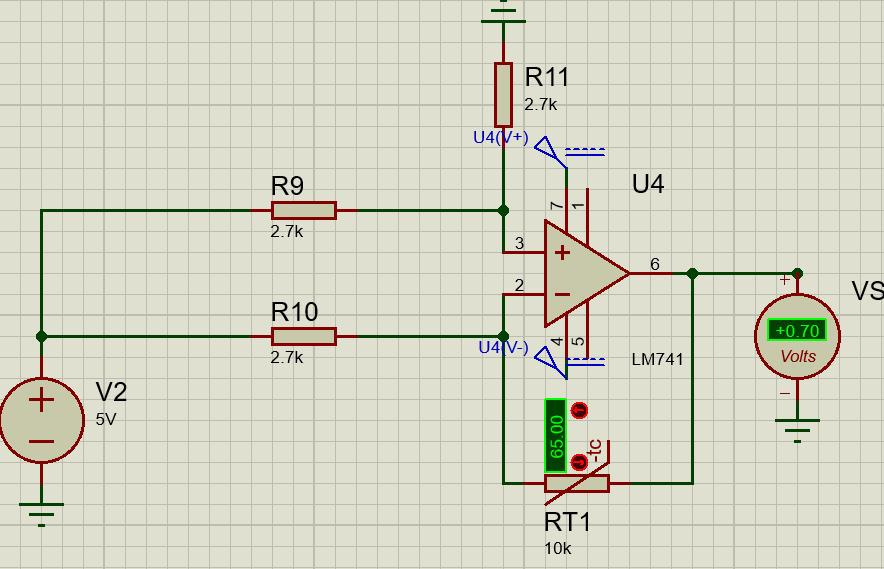 R11
2.7k
U4(V+)
U4
R9
7
1
2.7k
3
6
2
+
VS
R10
+0.70
U4(V-)
4
5
2.7k
LM741
Volts
V2
5V
65.00
-tc
RT1
10k